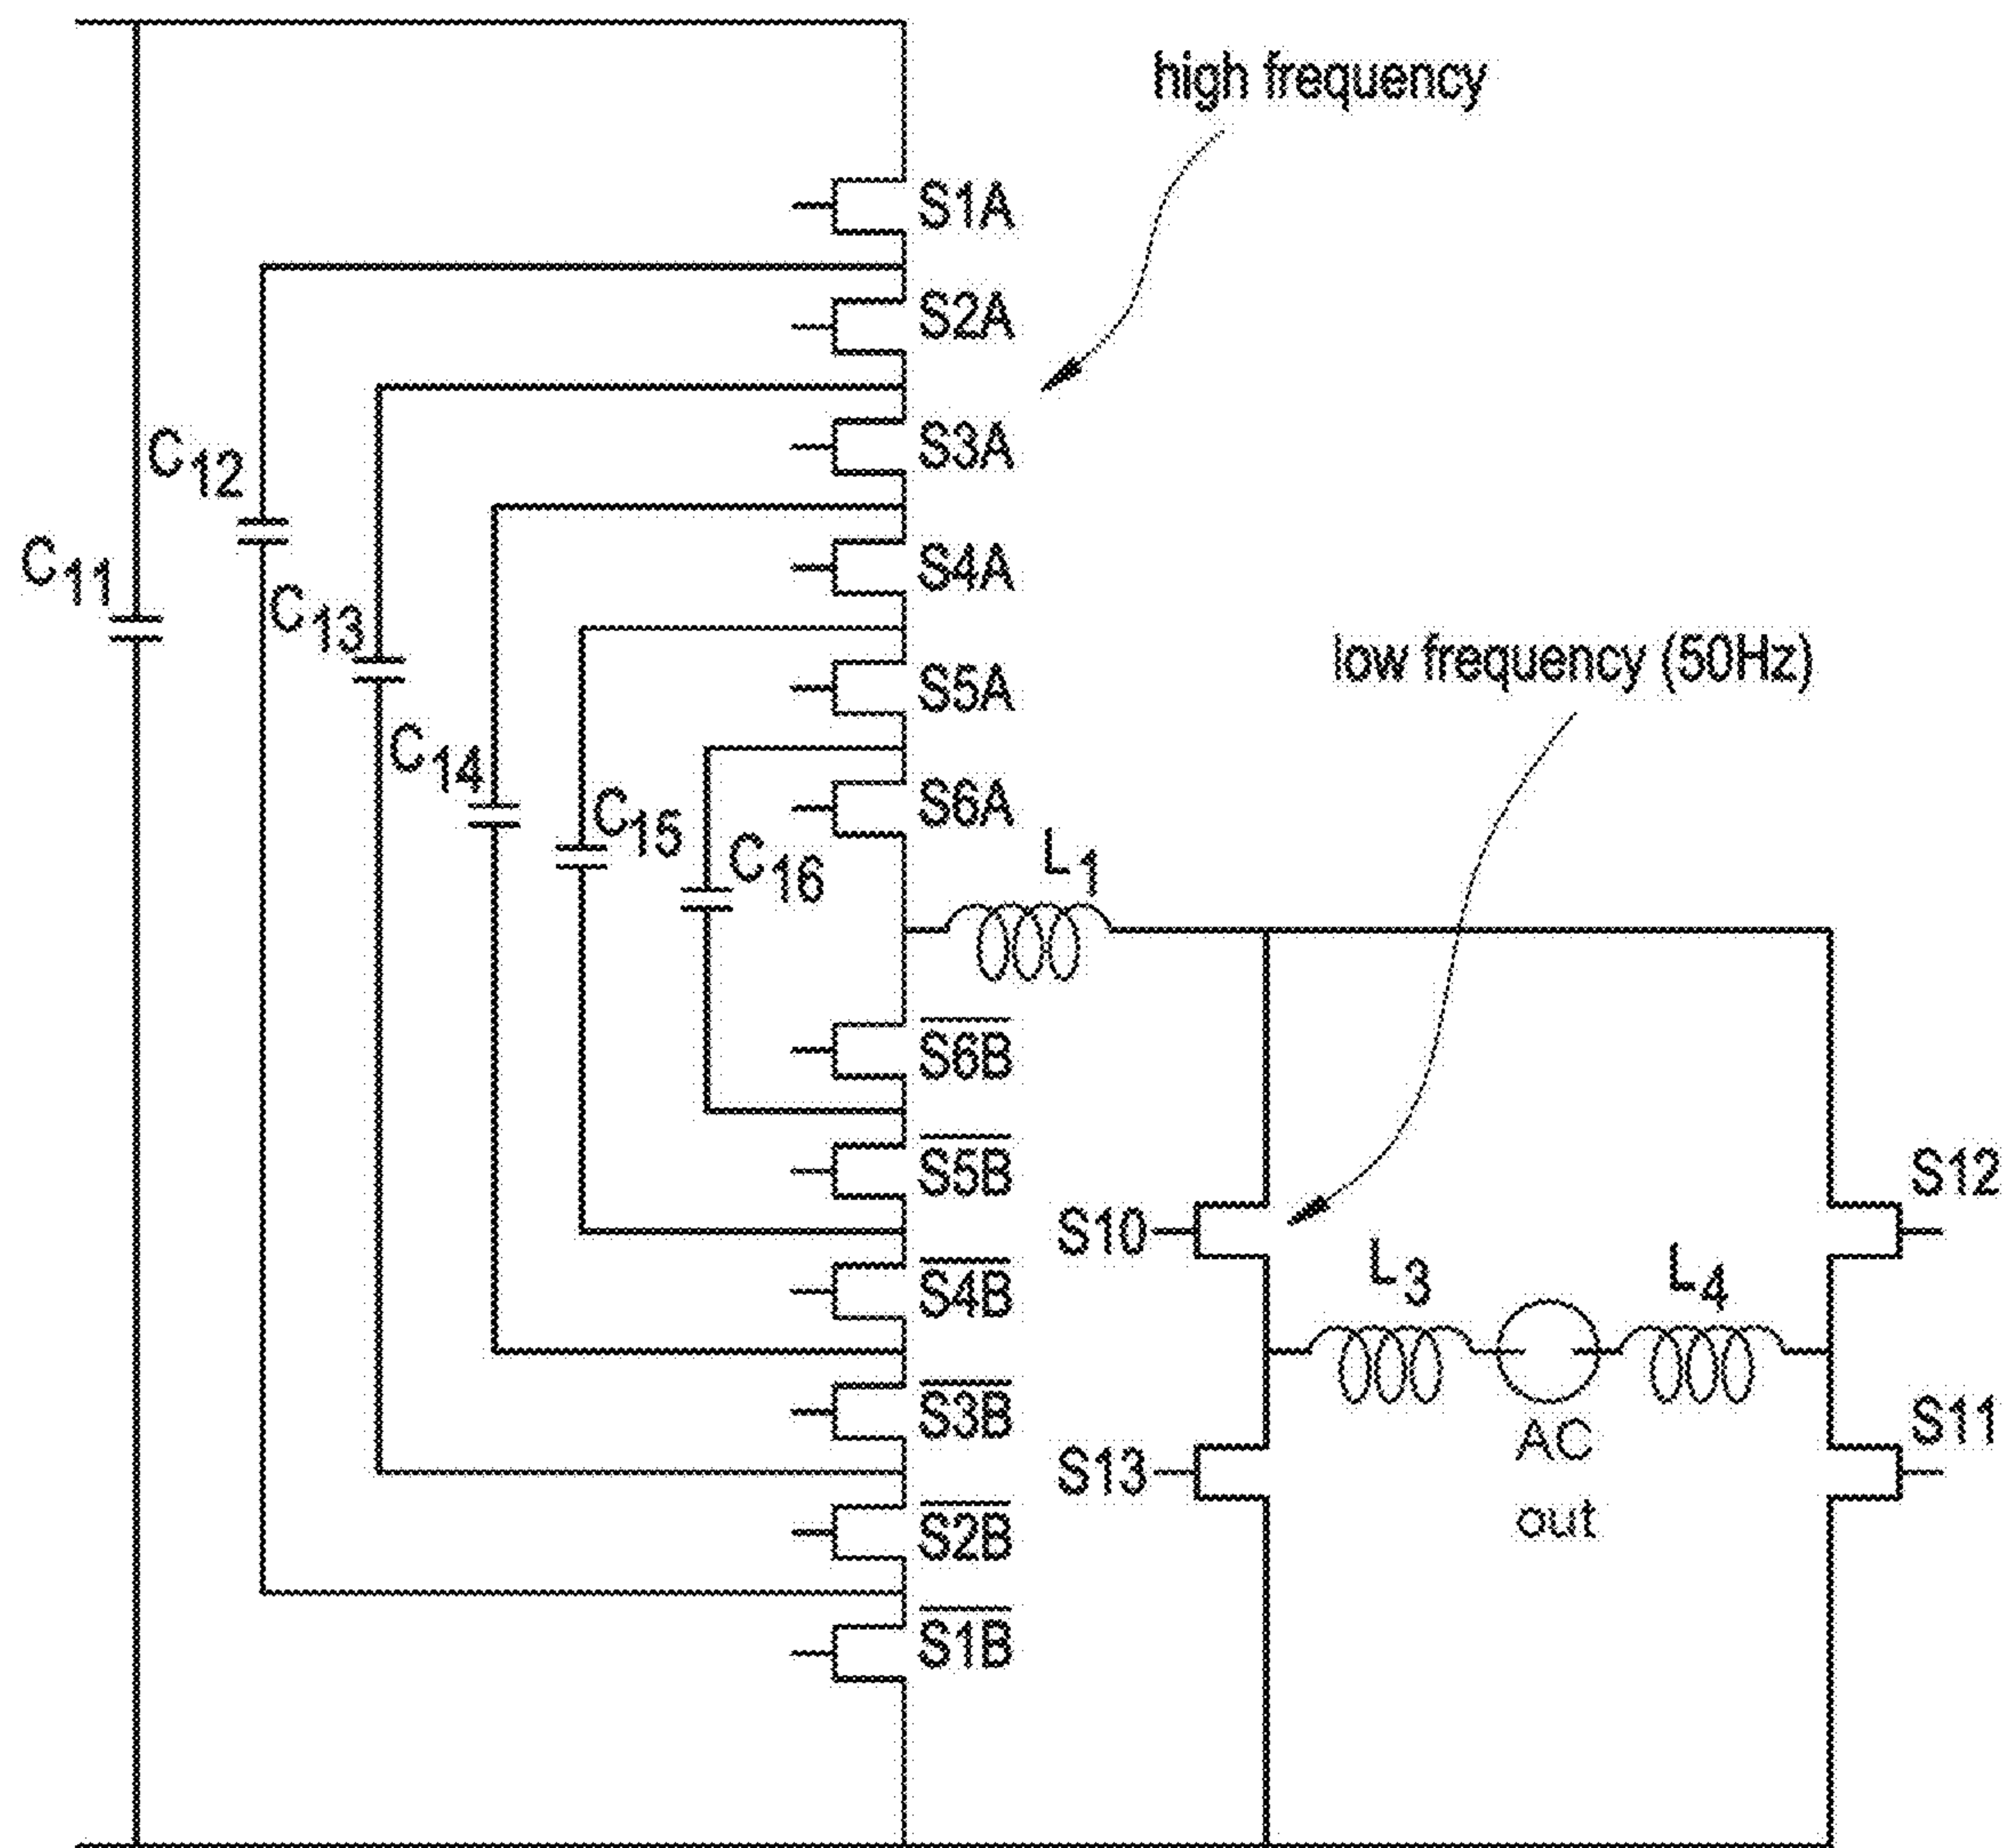 high frequency
S1A
S2A
C12
S3A
C11
S4A
C13
low frequency (50Hz)
S5A
C14
C15
S6A
C16
L1
S6B
S5B
S12
S10
L3
L4
S4B
S3B
S11
AC
S13
out
S2B
S1B